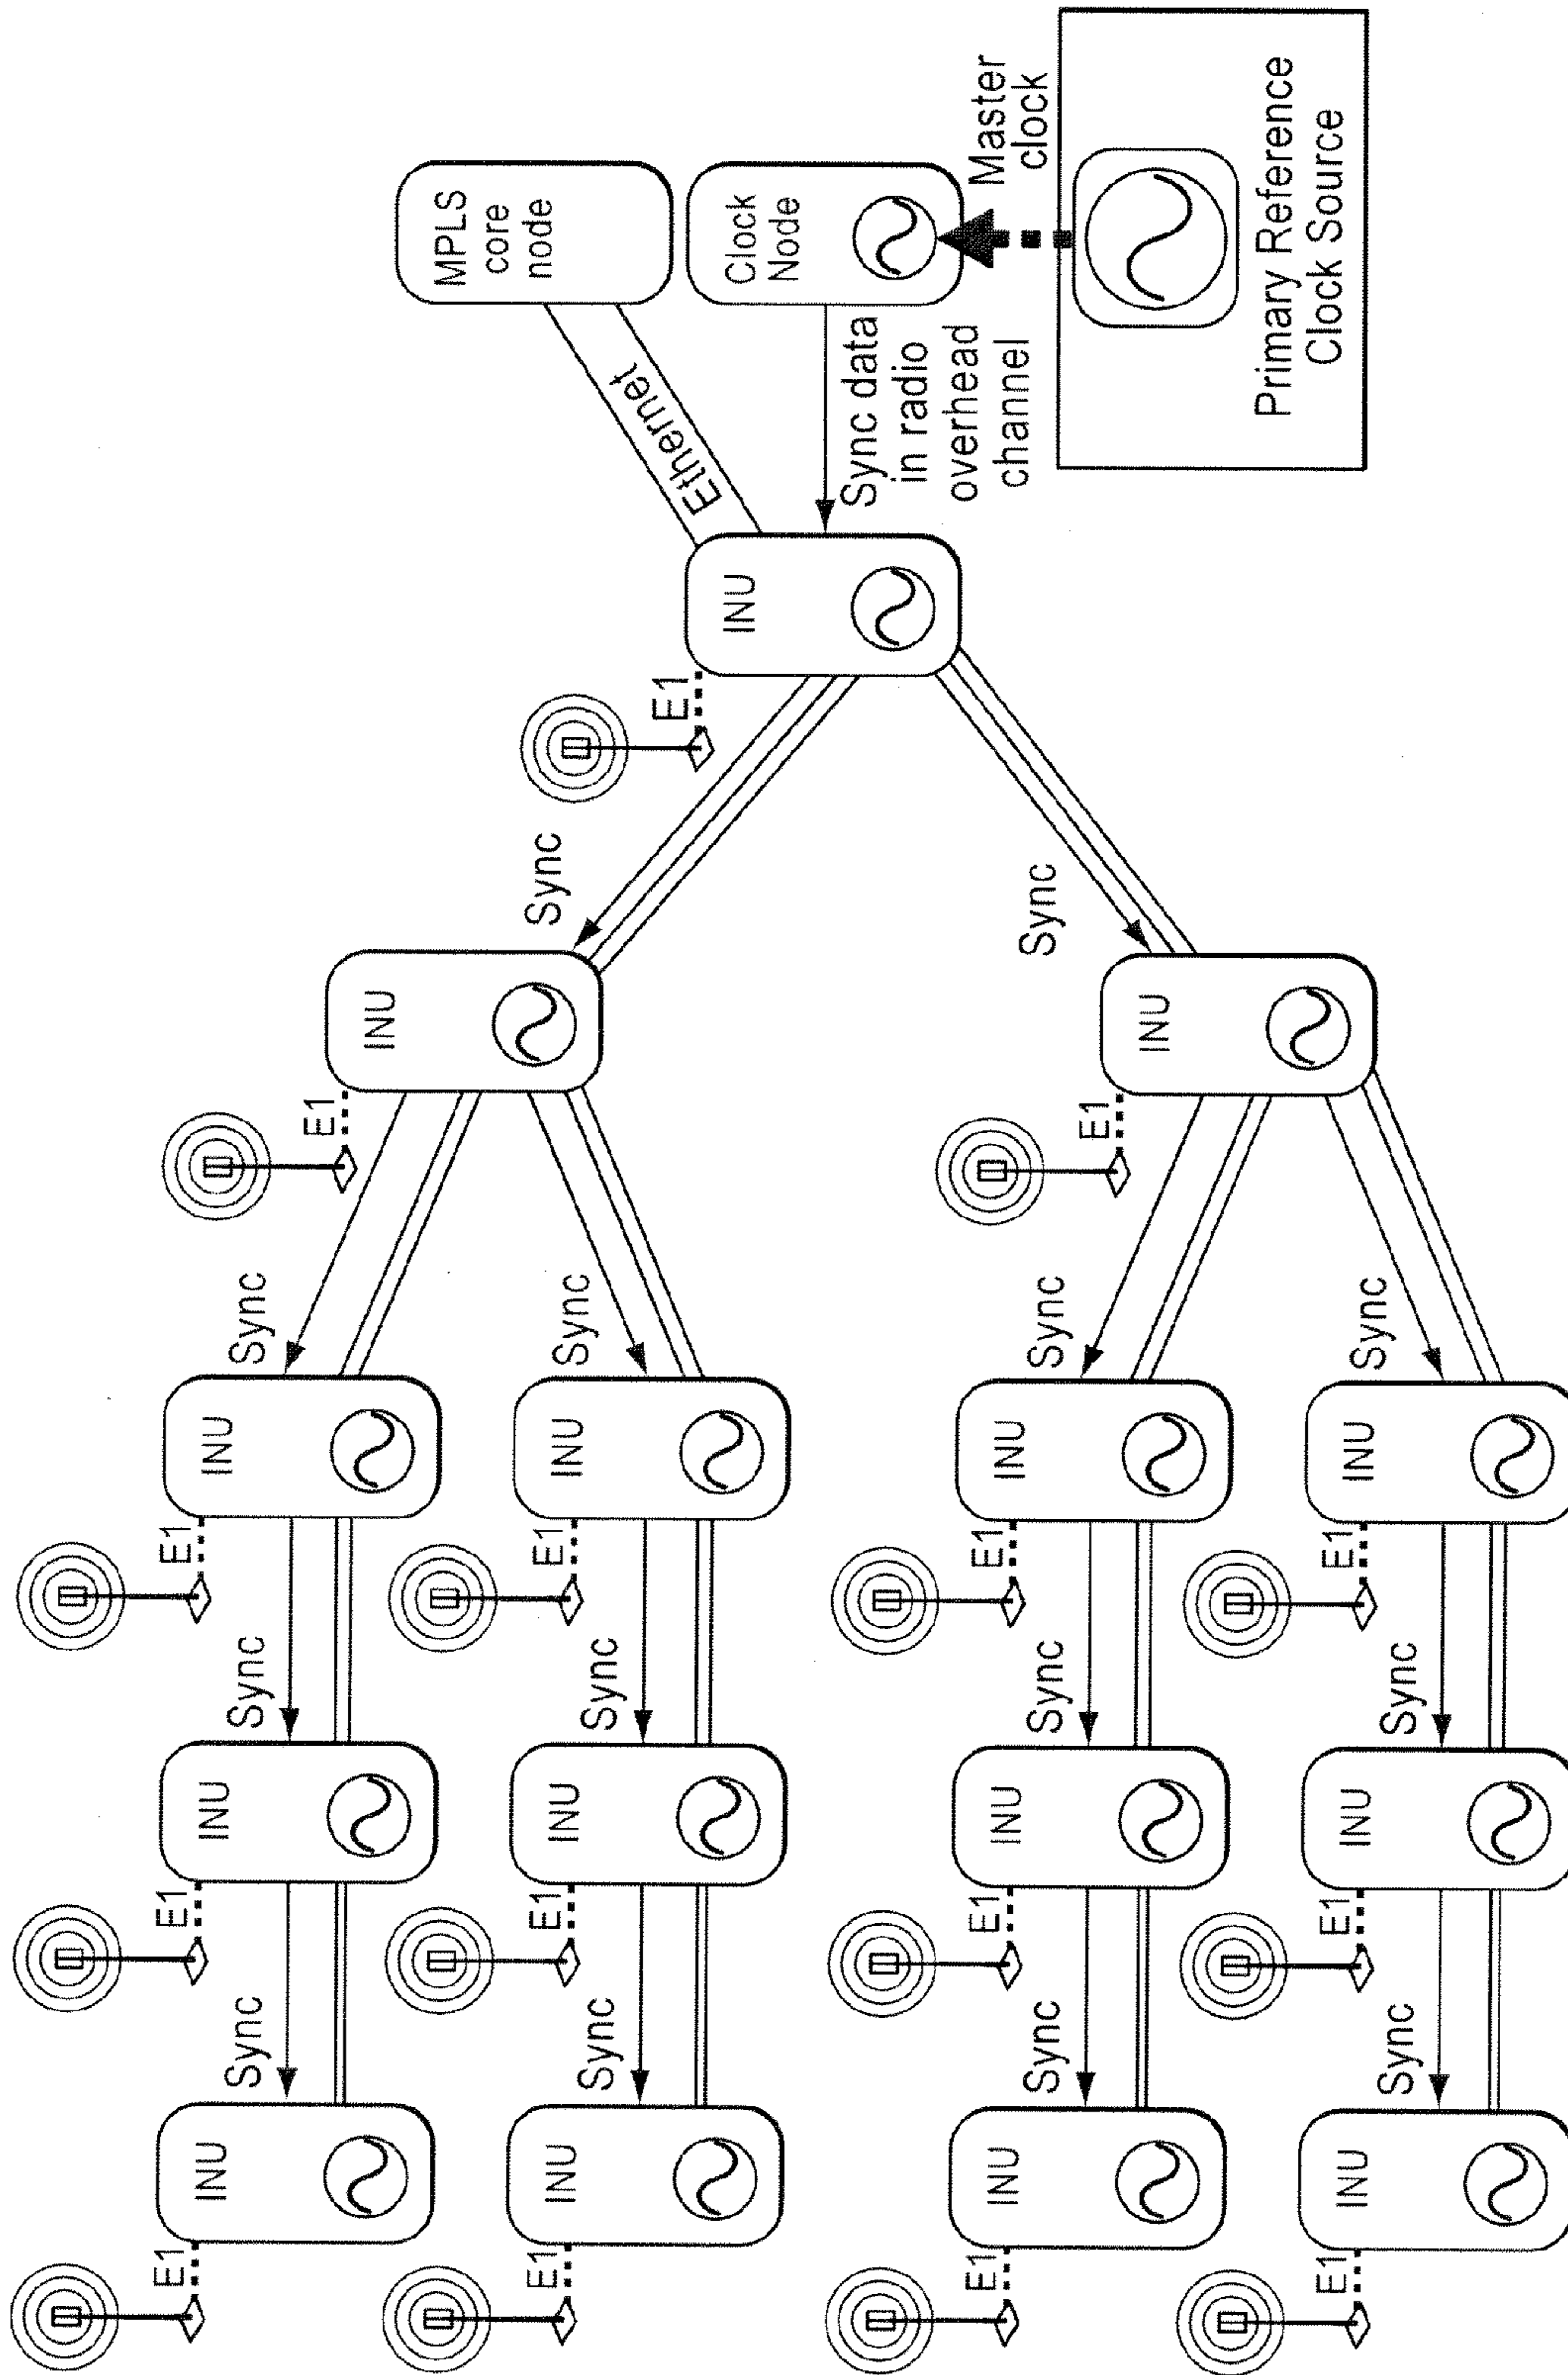 E1
E1
E1
INU
INU
INU
Sync
Sync
Sync
E1
INU
MPLS
core
node
E1
E1
E1
Sync
INU
INU
INU
Sync
Sync
Sync
E1
Ethernet
INU
Clock
Node
Sync data
in radio
overhead
channel
Master
clock
E1
E1
E1
INU
INU
INU
Sync
Sync
Sync
Sync
E1
INU
Primary Reference
Clock Source
E1
E1
E1
INU
INU
INU
Sync
Sync
Sync